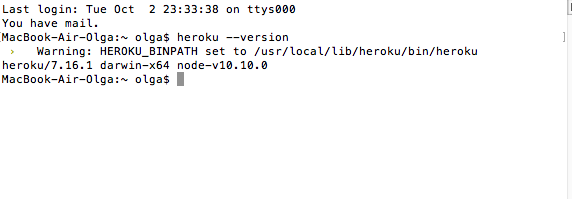 Last login: Tue Oct  2 23:33:38 on ttys000
You have mail.
[MacBook-Air-Olga:~ olga$ heroku --version ]
 ›   Warning: HEROKU_BINPATH set to /usr/local/lib/heroku/bin/heroku
heroku/7.16.1 darwin-x64 node-v10.10.0
MacBook-Air-Olga:~ olga$